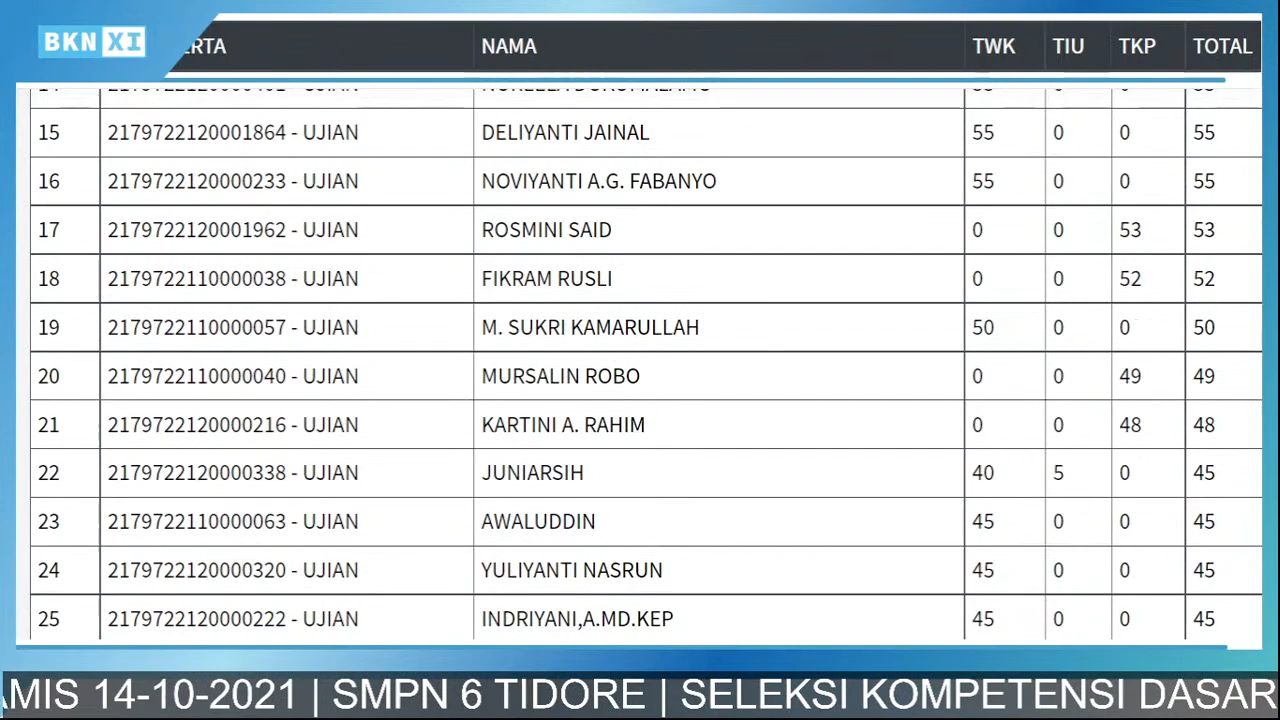 BKN XI
ERTA NAMA TWK TIU TKP TOTAL
15 2179722120001864 - UJIAN DELIYANTI JAINAL 55 0 0 55
16 2179722120000233 - UJIAN NOVIYANTI A.G. FABANYO 55 0 0 55
17 2179722120001962 - UJIAN ROSMINI SAID 0 0 53 53
18 2179722110000038 - UJIAN FIKRAM RUSLI 0 0 52 52
19 2179722110000057 - UJIAN M. SUKRI KAMARULLAH 50 0 0 50
20 2179722110000040 - UJIAN MURSALIN ROBO 0 0 49 49
21 2179722120000216 - UJIAN KARTINI A. RAHIM 0 0 48 48
22 2179722120000338 - UJIAN JUNIARSIH 40 5 0 45
23 2179722110000063 - UJIAN AWALUDDIN 45 0 0 45
24 2179722120000320 - UJIAN YULIYANTI NASRUN 45 0 0 45
25 2179722120000222 - UJIAN INDRIYANI,A.MD.KEP 45 0 0 45
AMIS 14-10-2021 | SMPN 6 TIDORE | SELEKSI KOMPETENSI DASAR